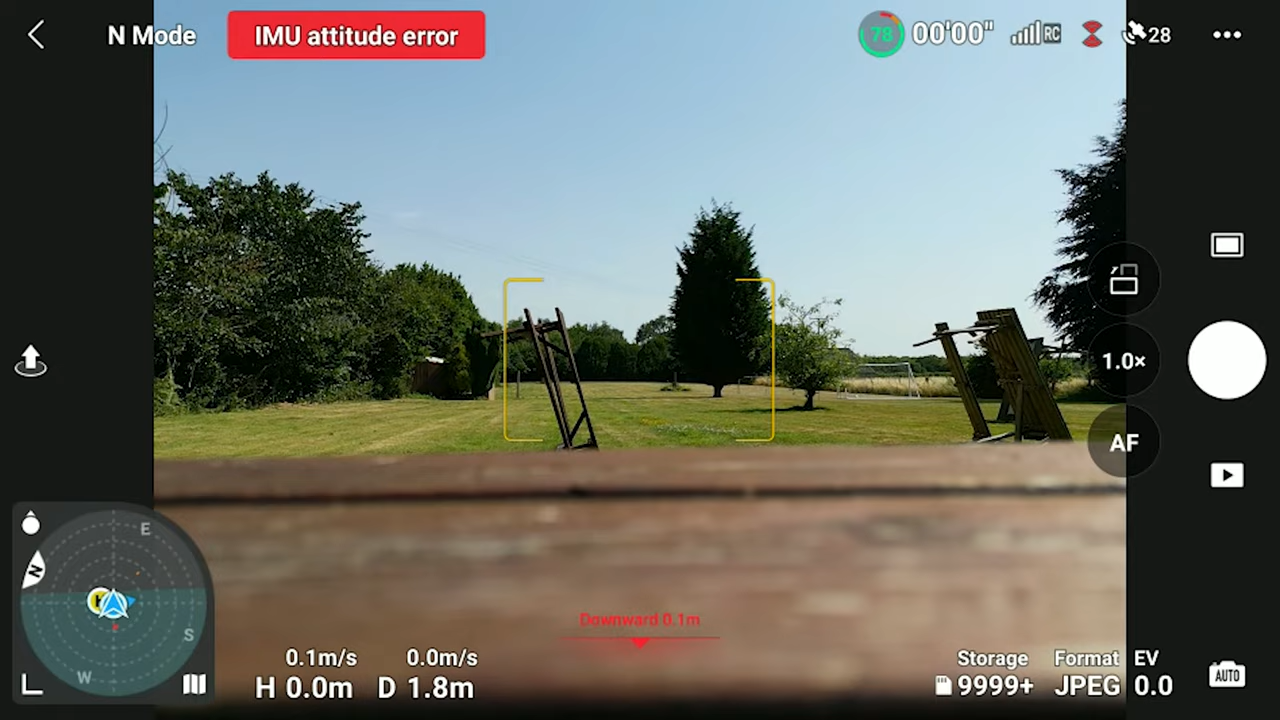 N Mode
IMU attitude error
78
00'00"
RC
28
1.0×
AF
E
N
S
W
Downward 0.1m
0.1m/s
0.0m/s
H 0.0m
D 1.8m
Storage
Format
EV
9999+
JPEG
0.0
AUTO